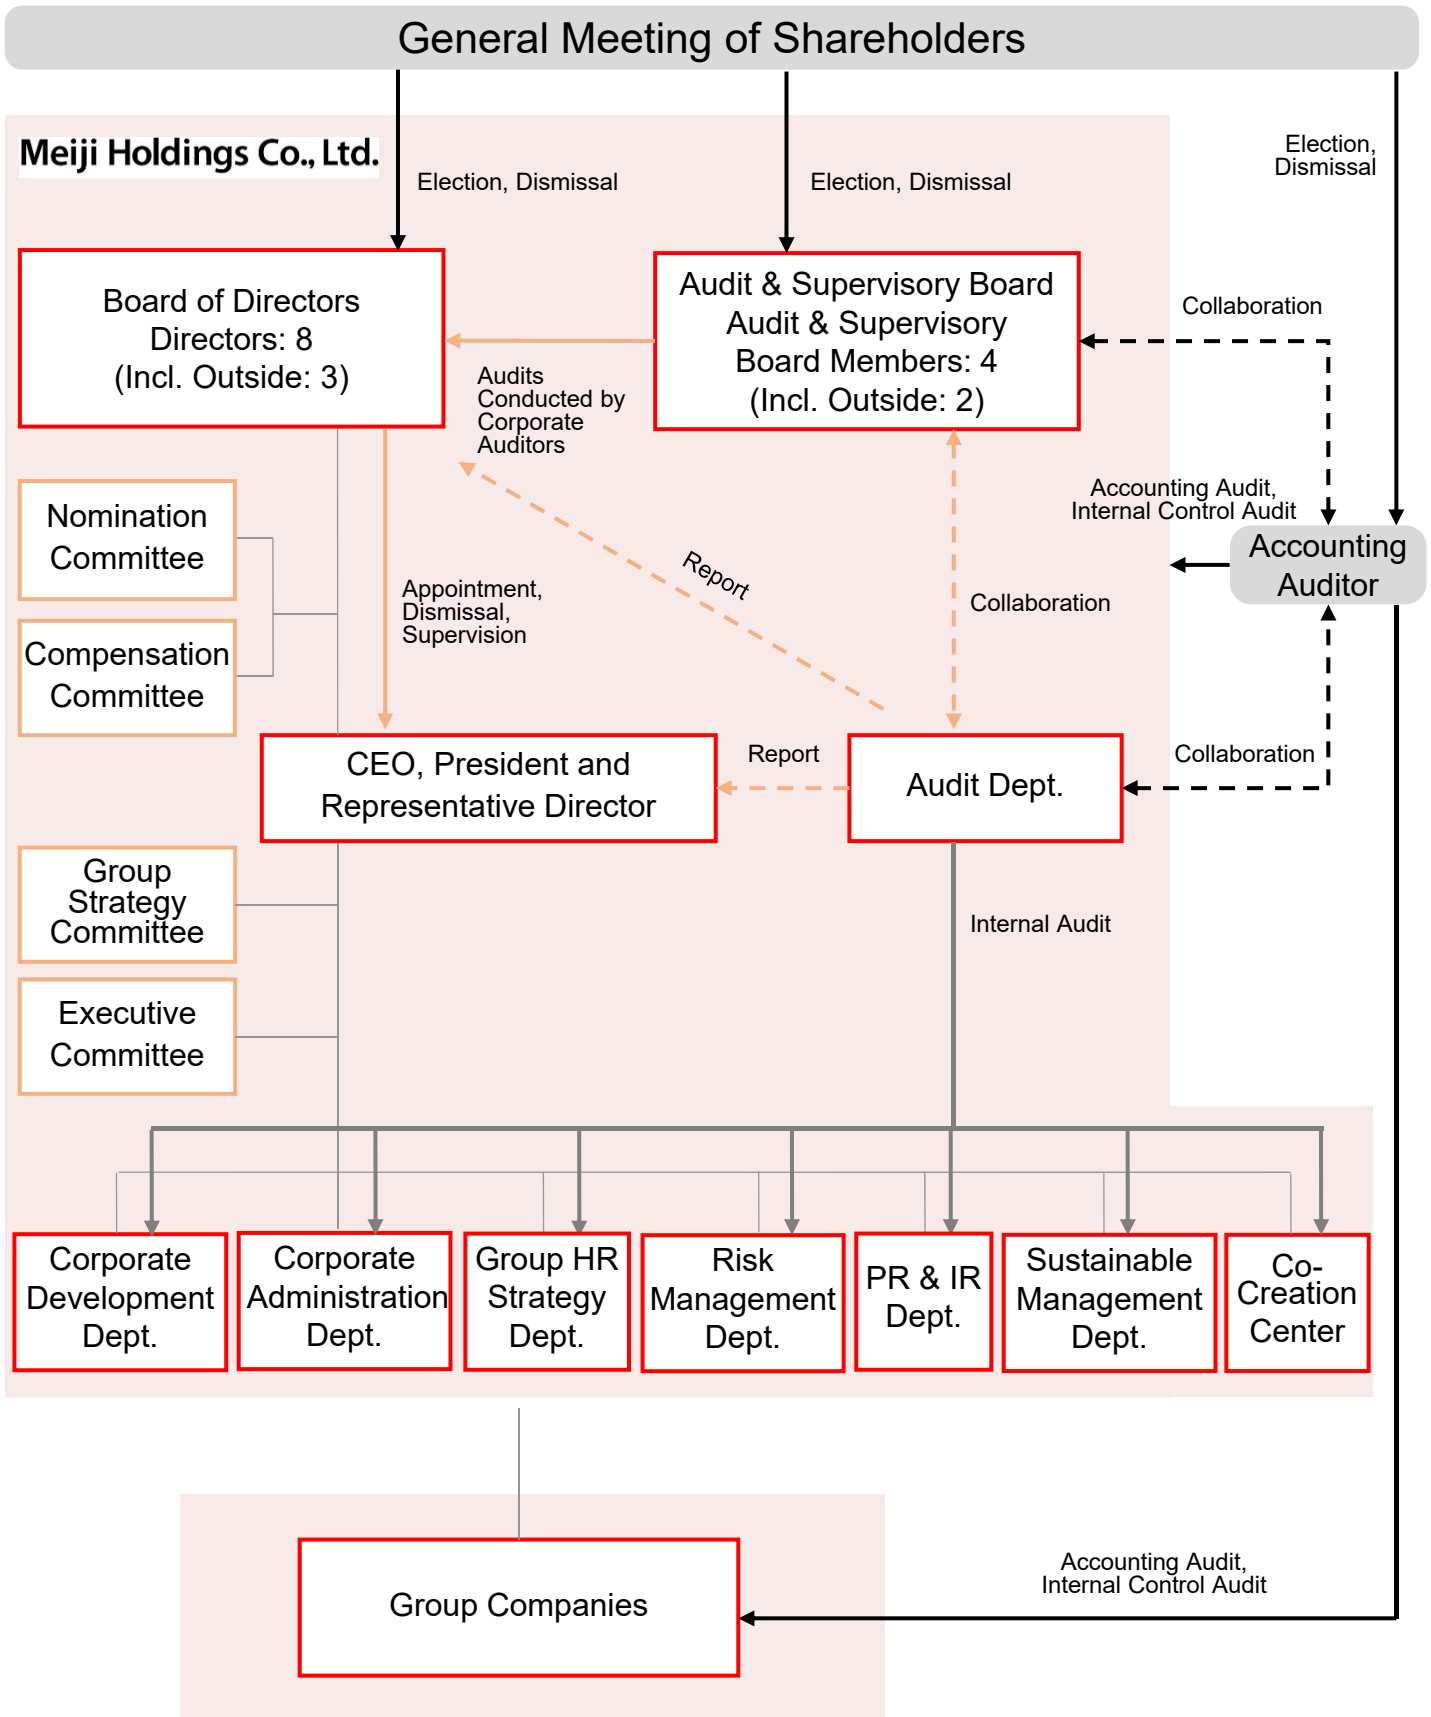 General Meeting of Shareholders
Meiji Holdings Co., Ltd.
Election, Dismissal
Election, Dismissal
Election,
Dismissal
Board of Directors
Directors: 8
(Incl. Outside: 3)
Audit & Supervisory Board
Audit & Supervisory
Board Members: 4
(Incl. Outside: 2)
Collaboration
Audits
Conducted by
Corporate
Auditors
Nomination
Committee
Compensation
Committee
Appointment,
Dismissal,
Supervision
Report
Collaboration
Accounting Audit,
Internal Control Audit
Accounting
Auditor
CEO, President and
Representative Director
Report
Audit Dept.
Collaboration
Group
Strategy
Committee
Executive
Committee
Internal Audit
Corporate
Development
Dept.
Corporate
Administration
Dept.
Group HR
Strategy
Dept.
Risk
Management
Dept.
PR & IR
Dept.
Sustainable
Management
Dept.
Co-
Creation
Center
Group Companies
Accounting Audit,
Internal Control Audit